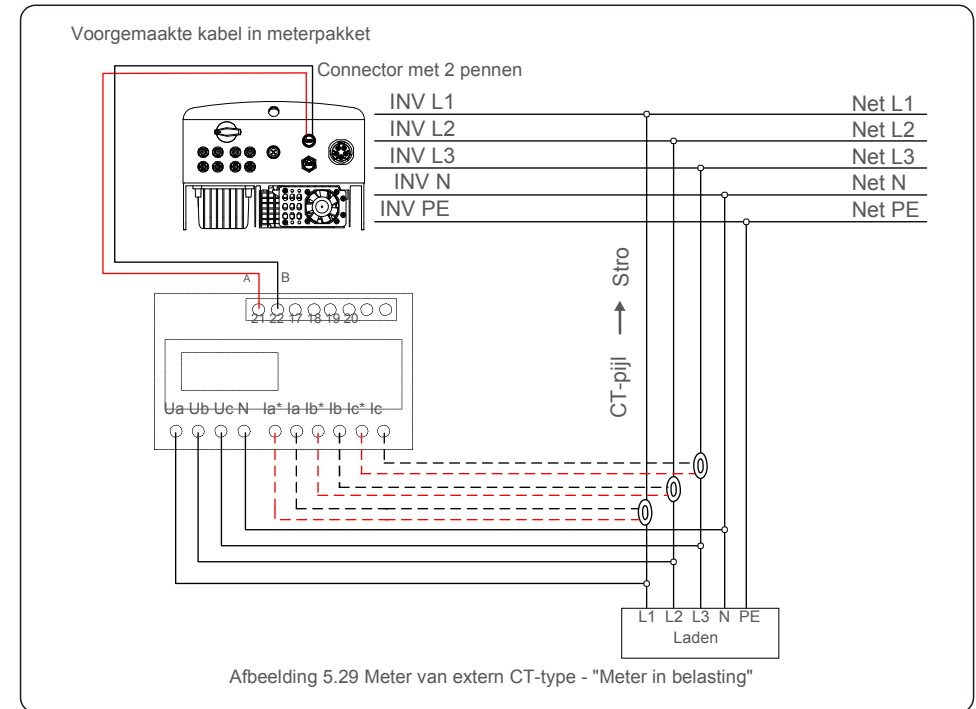 Voorgemaakte kabel in meterpakket
Connector met 2 pennen
INV L1
Net L1
INV L2
Net L2
INV L3
Net L3
INV N
Net N
INV PE
Net PE
A
B
CT-pijl
Stro
21 22 17 18 19 20
Ua Ub Uc N Ia* Ia Ib* Ib Ic* Ic
L1 L2 L3 N PE
Laden
Afbeelding 5.29 Meter van extern CT-type - "Meter in belasting"